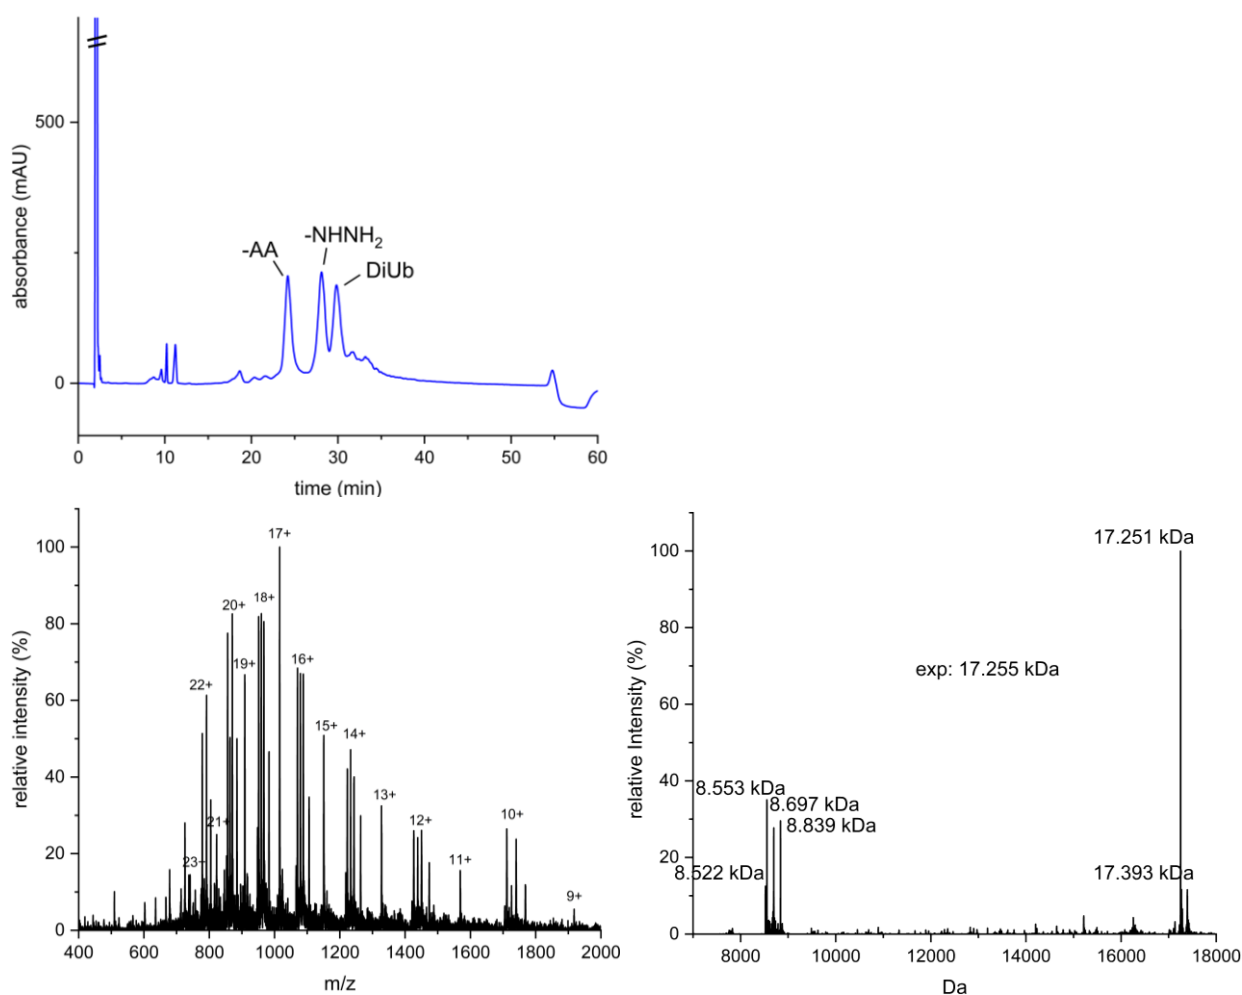 absorbance (mAU)
500
0
-AA
-NHNH₂
DiUb
0 10 20 30 40 50 60
time (min)
relative intensity (%)
100
80
60
40
20
0
17+
20+
18+
19+
22+
16+
15+
14+
13+
21+
23+
12+
10+
11+
9+
400 600 800 1000 1200 1400 1600 1800 2000
m/z
relative Intensity (%)
100
80
60
40
20
0
17.251 kDa
exp: 17.255 kDa
8.553 kDa
8.697 kDa
8.839 kDa
8.522 kDa
17.393 kDa
8000 10000 12000 14000 16000 18000
Da